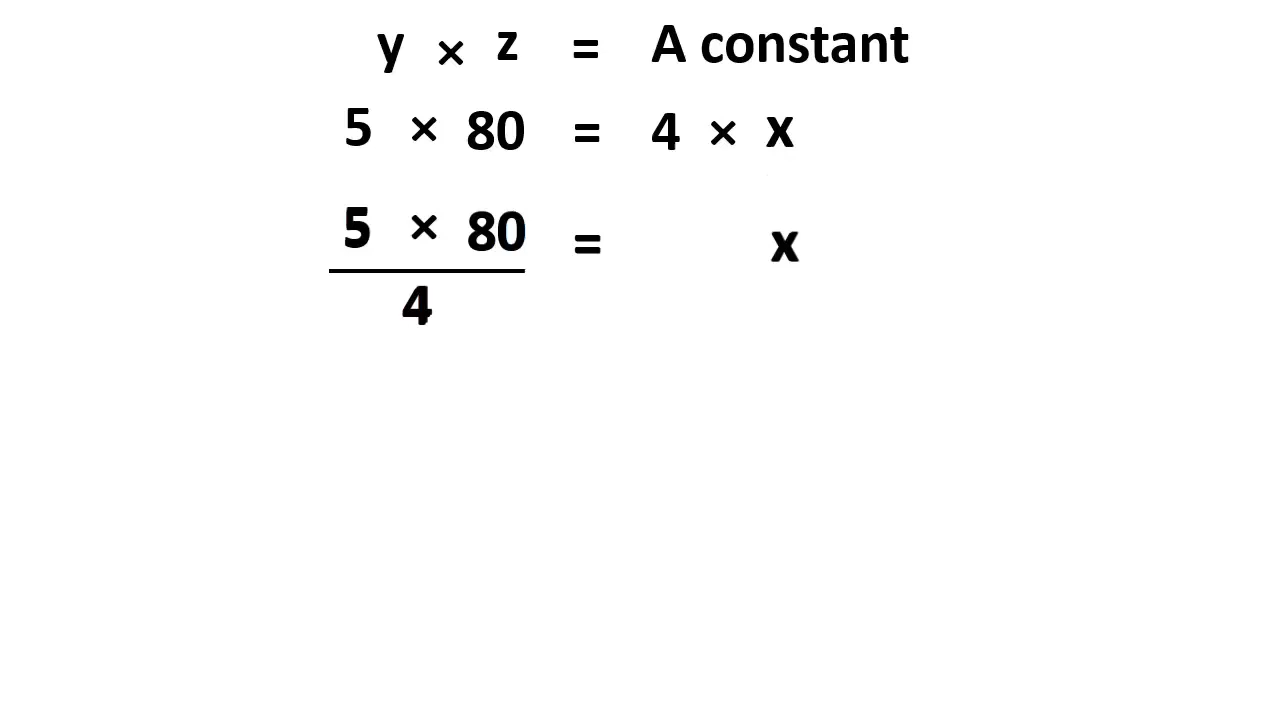 y × z = A constant
5 × 80 = 4 × x
5 × 80 = x
4